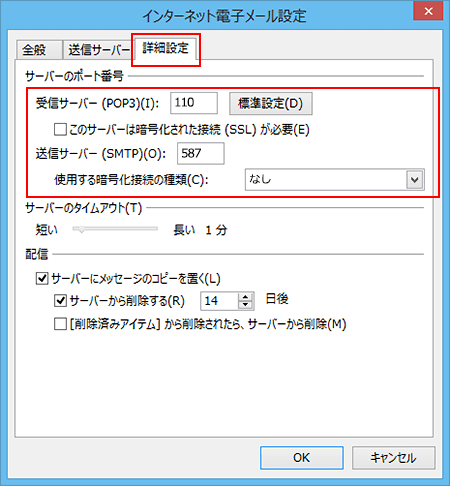 インターネット電子メール設定
全般 送信サーバー 詳細設定
サーバーのポート番号
受信サーバー (POP3)(I): 110 標準設定(D)
このサーバーは暗号化された接続 (SSL) が必要(E)
送信サーバー (SMTP)(O): 587
使用する暗号化接続の種類(C): なし
サーバーのタイムアウト(T)
短い 長い 1 分
配信
サーバーにメッセージのコピーを置く(L)
サーバーから削除する(R) 14 日後
[削除済みアイテム] から削除されたら、サーバーから削除(M)
OK キャンセル